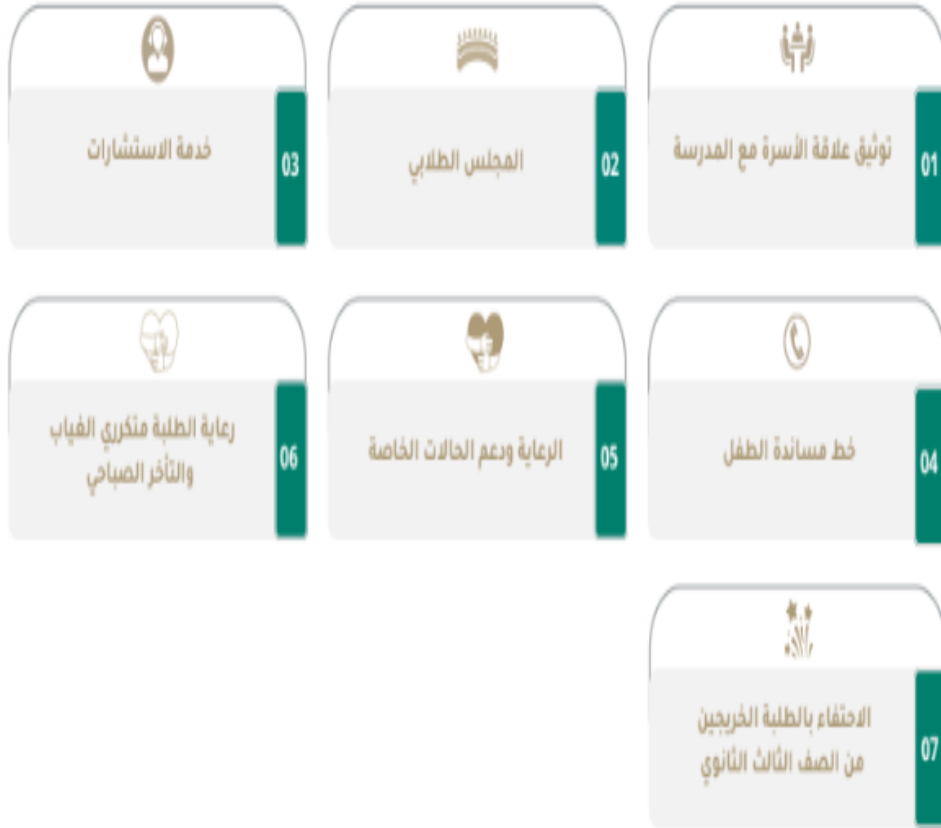 01
توثيق علاقة الأسرة مع المدرسة
02
المجلس الطلابي
03
خدمة الاستشارات
04
خط مساندة الطفل
05
الرعاية ودعم الحالات الخاصة
06
رعاية الطلبة متكرري الغياب
والتأخر الصباحي
07
الاحتفاء بالطلبة الخريجين
من الصف الثالث الثانوي